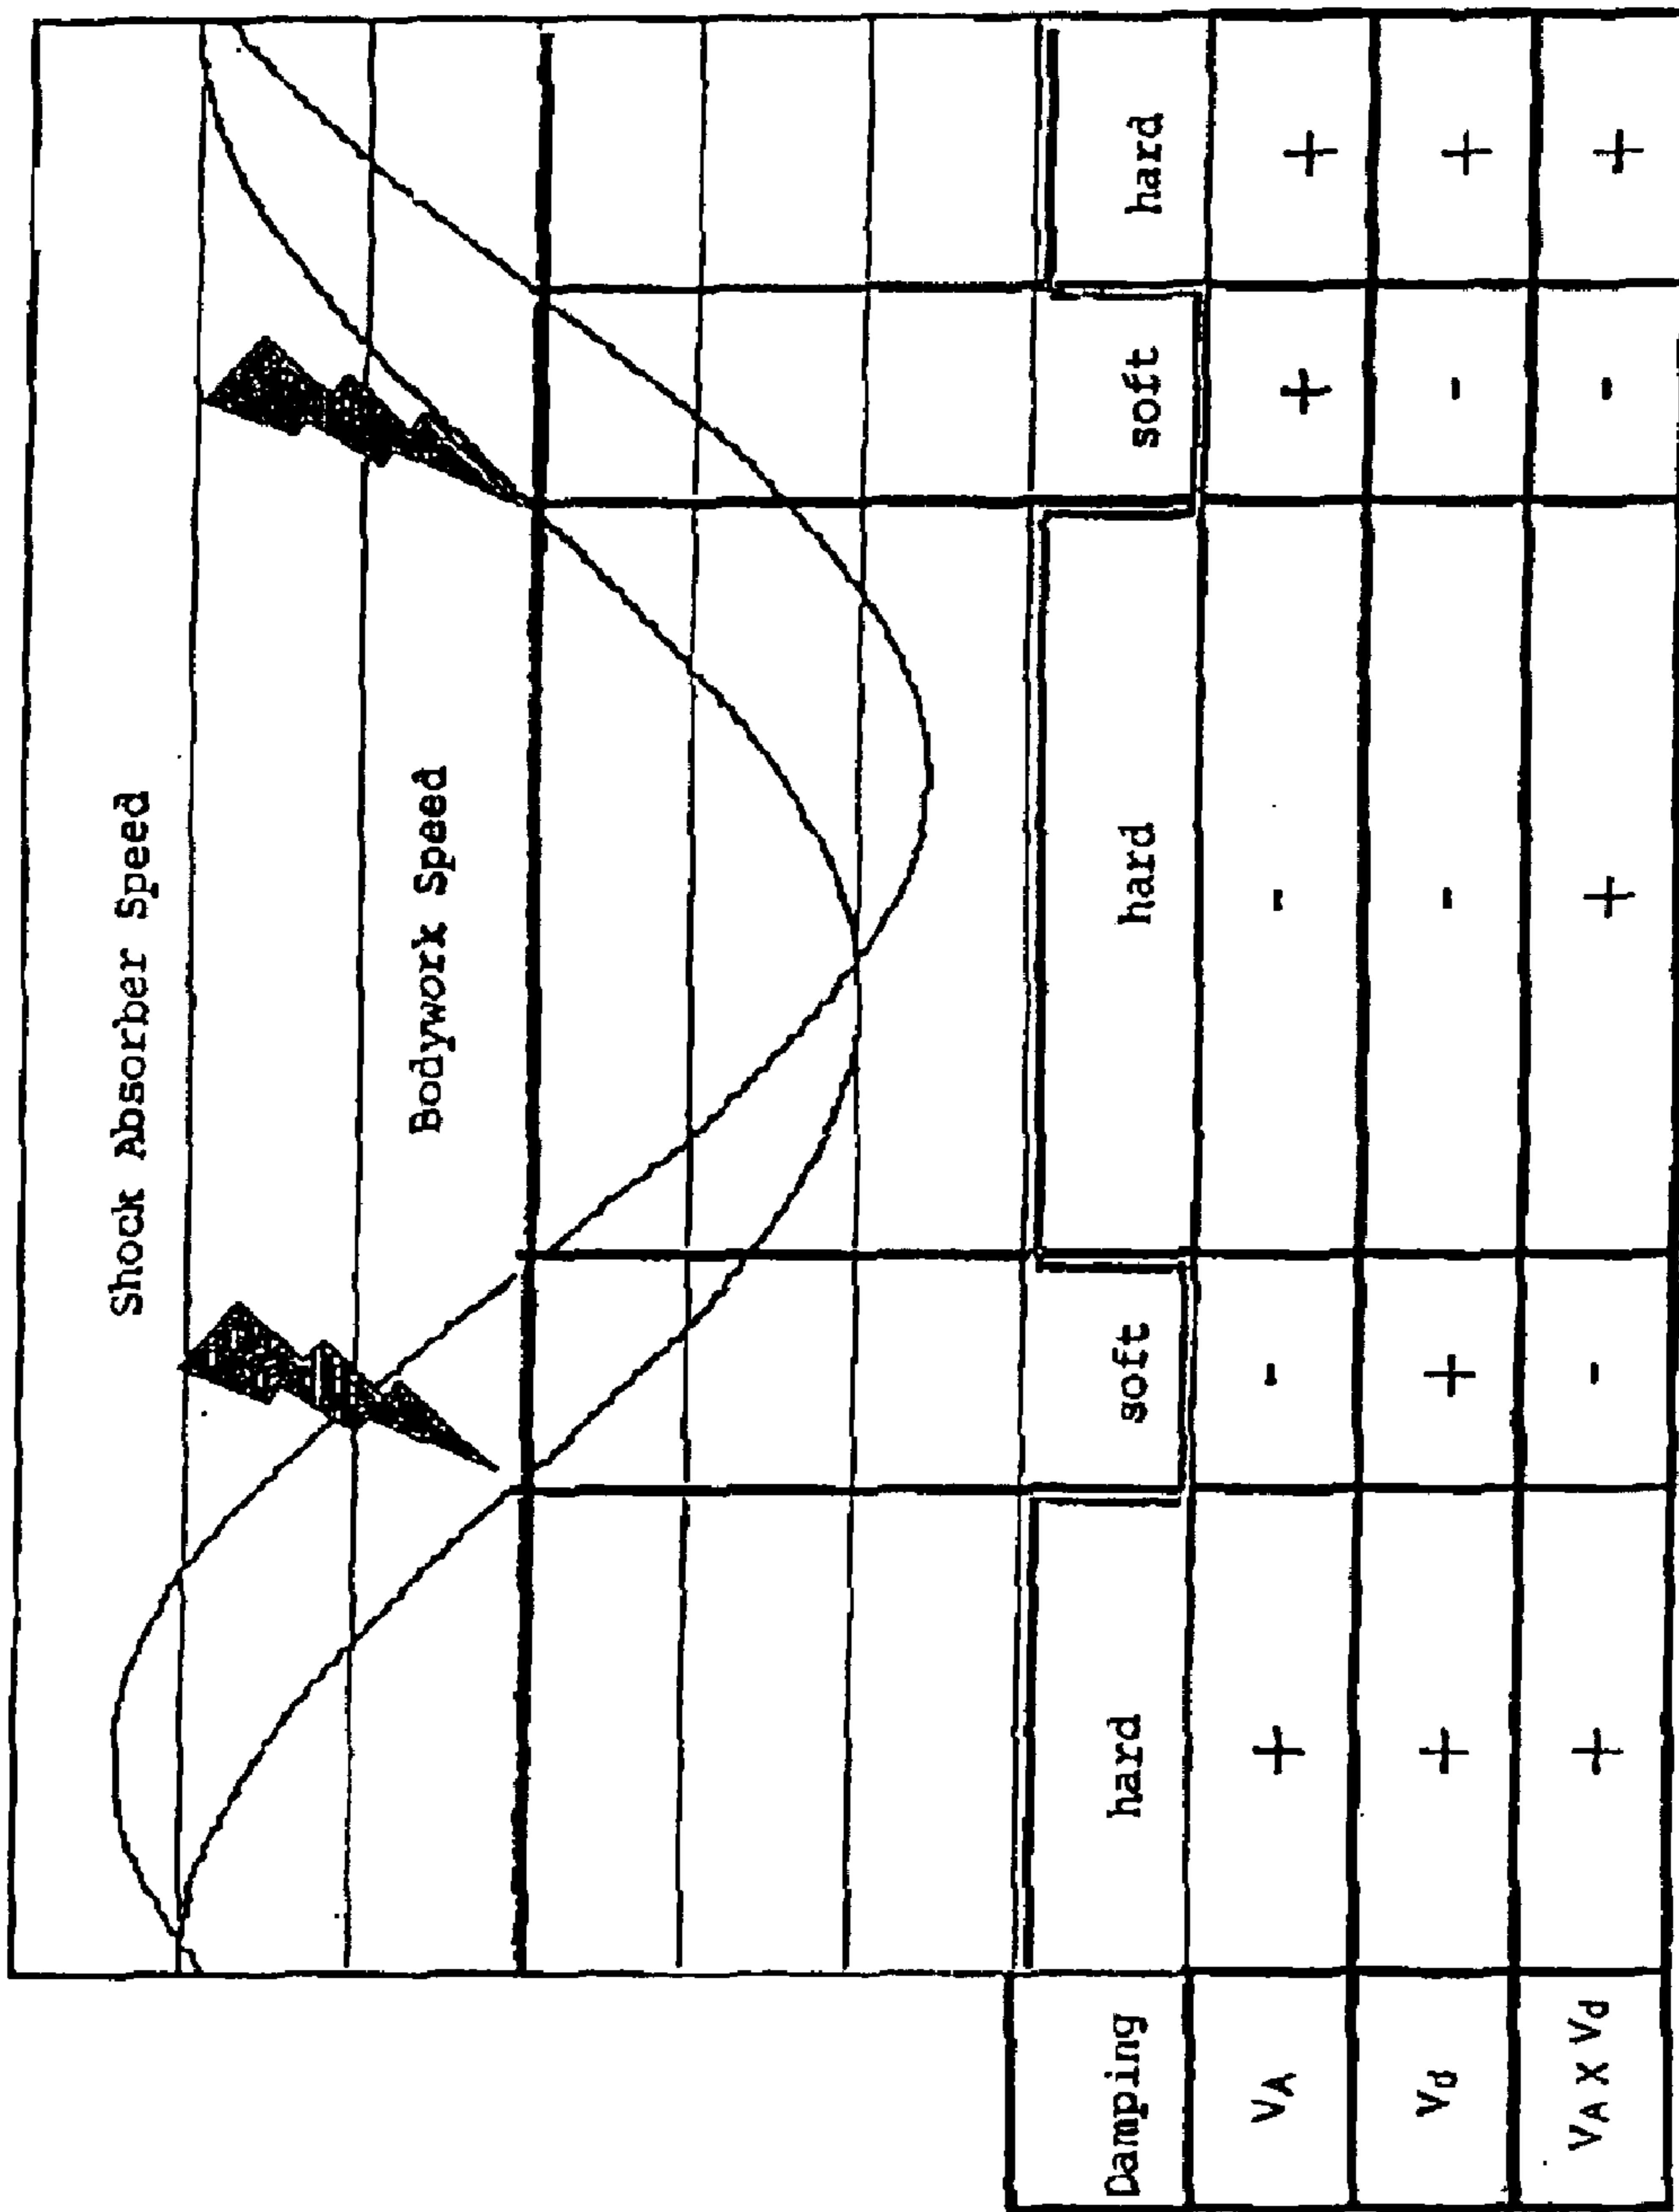 Shock Absorber Speed
Bodywork Speed
Damping hard soft hard soft hard
VA + - - + +
Vd + + - - +
VA X Vd + - + - +